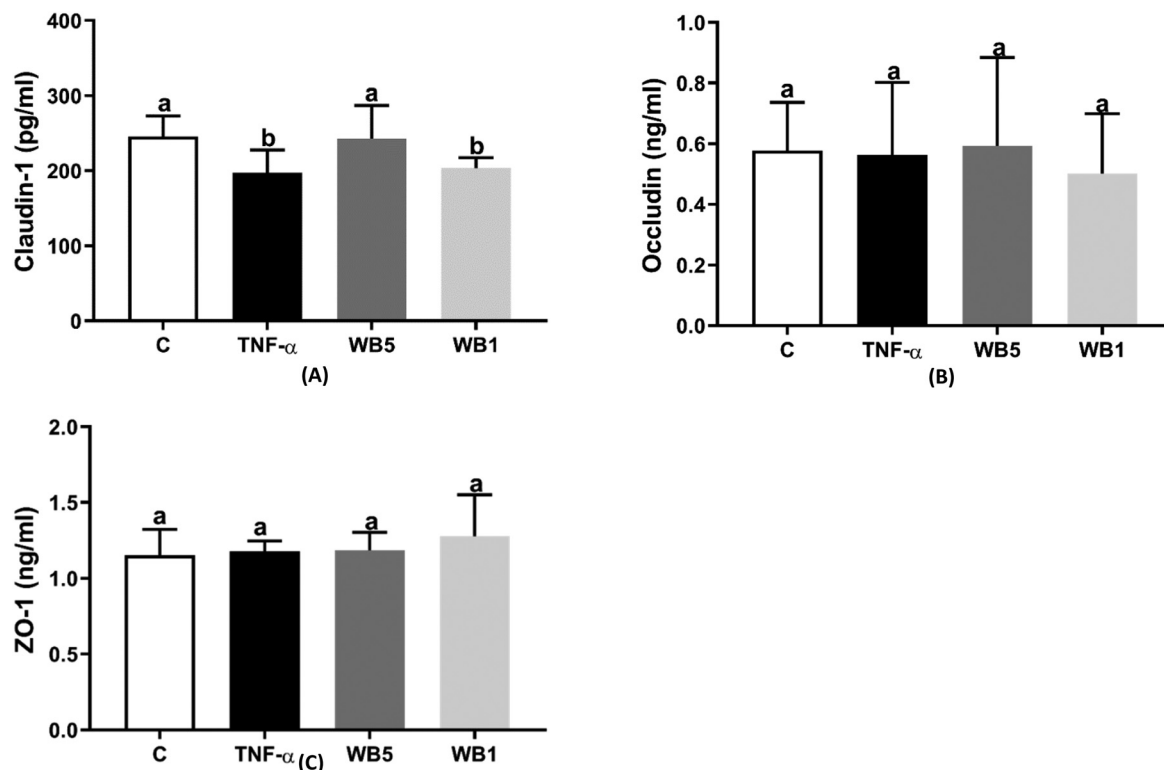 400
300
200
100
0
Claudin-1 (pg/ml)
a
b
a
b
C TNF-α WB5 WB1
(A)
1.0
0.8
0.6
0.4
0.2
0.0
Occludin (ng/ml)
a
a
a
a
C TNF-α WB5 WB1
(B)
2.0
1.5
1.0
0.5
0.0
ZO-1 (ng/ml)
a
a
a
a
C TNF-α WB5 WB1
(C)